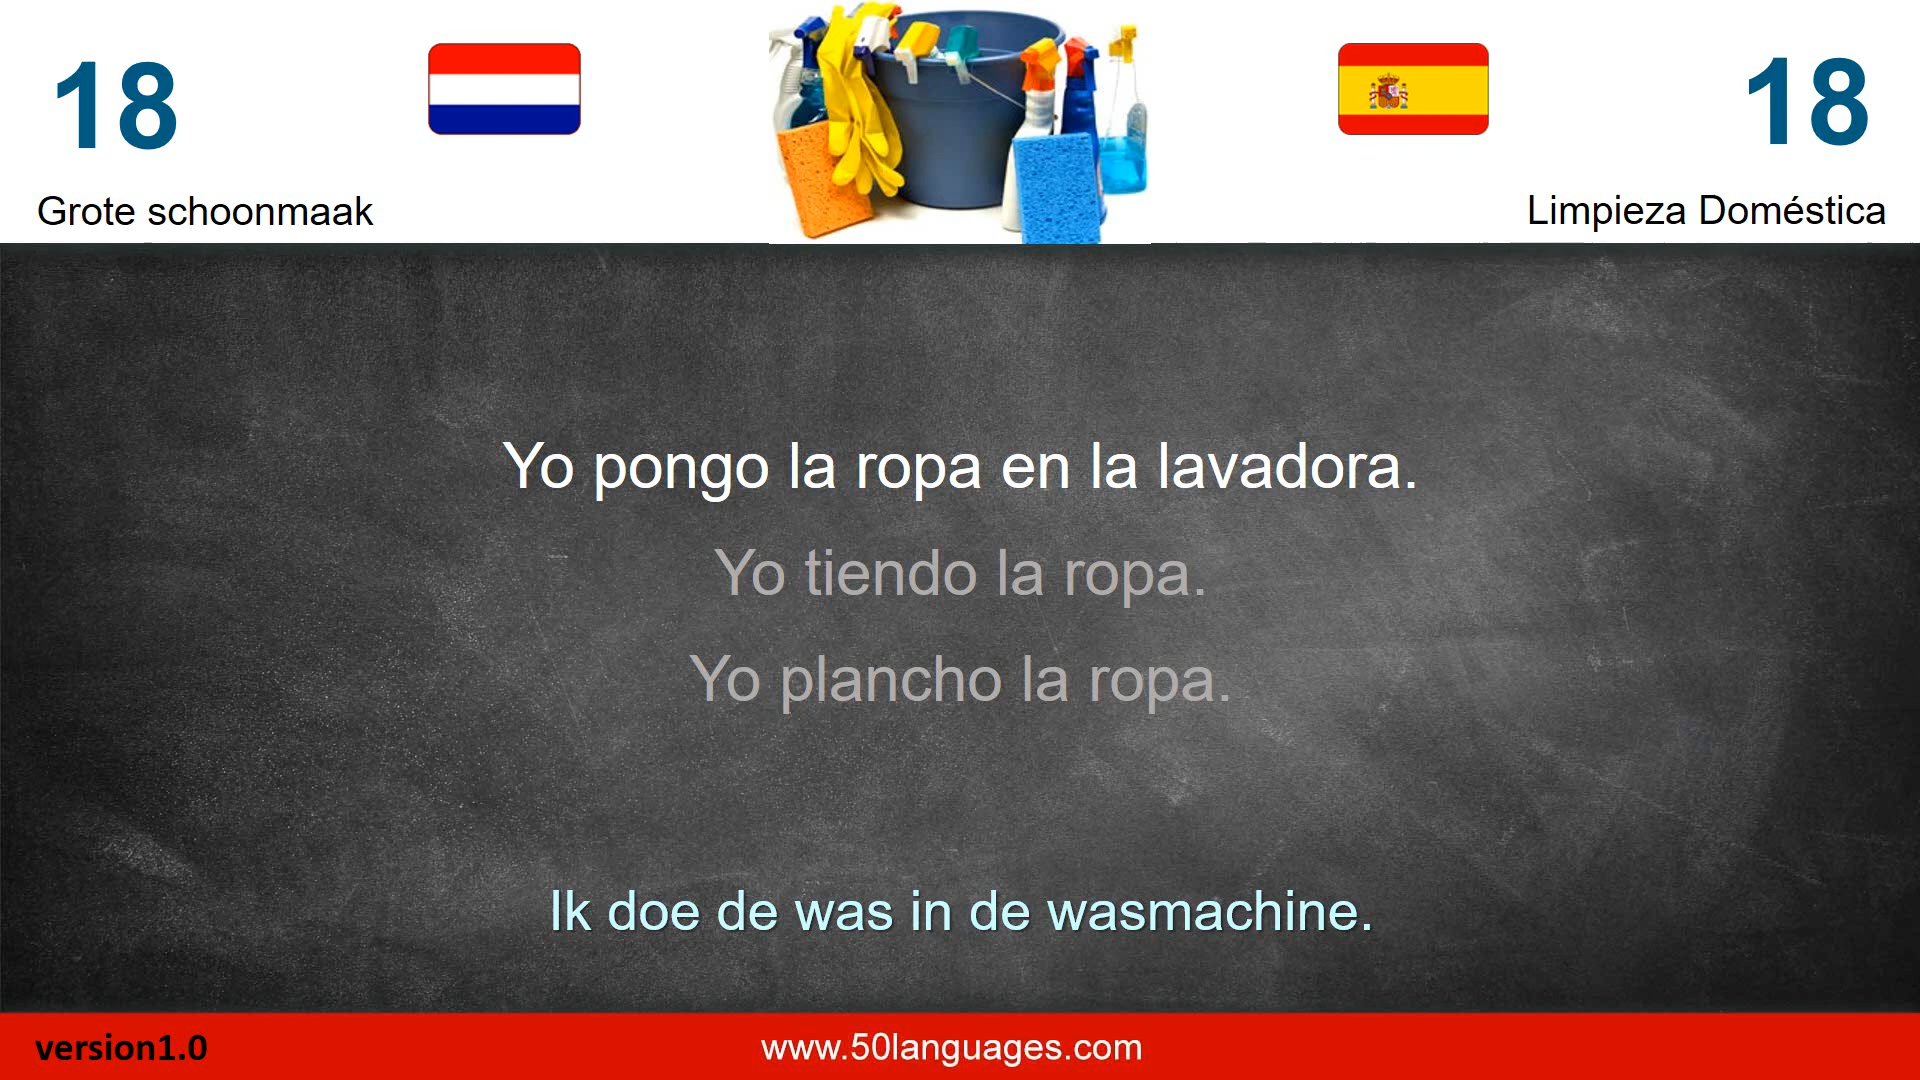 18
18
Grote schoonmaak
Limpieza Doméstica
Yo pongo la ropa en la lavadora.
Yo tiendo la ropa.
Yo plancho la ropa.
Ik doe de was in de wasmachine.
version1.0
www.50languages.com